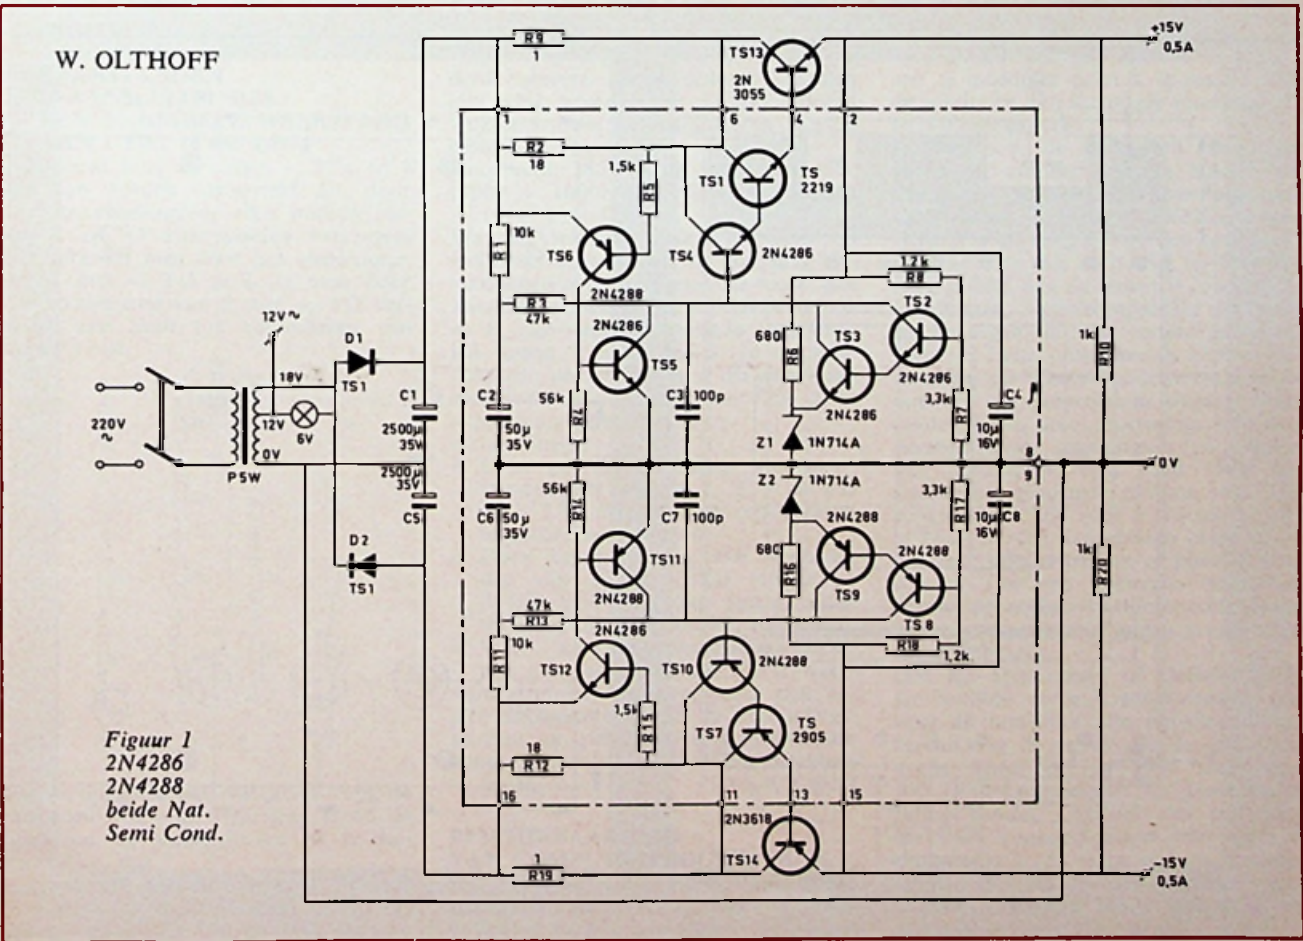 W. OLTHOFF
R9
1
TS13
2N
3055
+15V
0,5A
1
6
4
2
R2
18
1,5k
R5
TS1
TS
2219
R1
10k
TS6
2N4288
TS4
2N4286
R3
47k
2N4286
TS5
1.2k
R8
TS2
2N4286
680
R6
TS3
2N4286
1k
R10
12V~
D1
TS1
18V
12V
6V
0V
220V
~
P5W
C1
2500µ
35V
C2
50µ
35V
56k
R4
C3
100p
Z1
1N714A
3,3k
R7
C4
10µ
16V
8
9
0V
2500µ
35V
C5
C6
50µ
35V
56k
R14
C7
100p
Z2
1N714A
3,3k
R17
10µ
16V
C8
D2
TS1
TS11
2N4288
680
R16
2N4288
TS9
2N4288
TS8
1k
R20
47k
R13
R11
10k
2N4286
TS12
1,5k
R15
TS10
2N4288
R18
1,2k
TS7
TS
2905
18
R12
16
11
13
15
2N3618
TS14
1
R19
-15V
0,5A
Figuur 1
2N4286
2N4288
beide Nat.
Semi Cond.